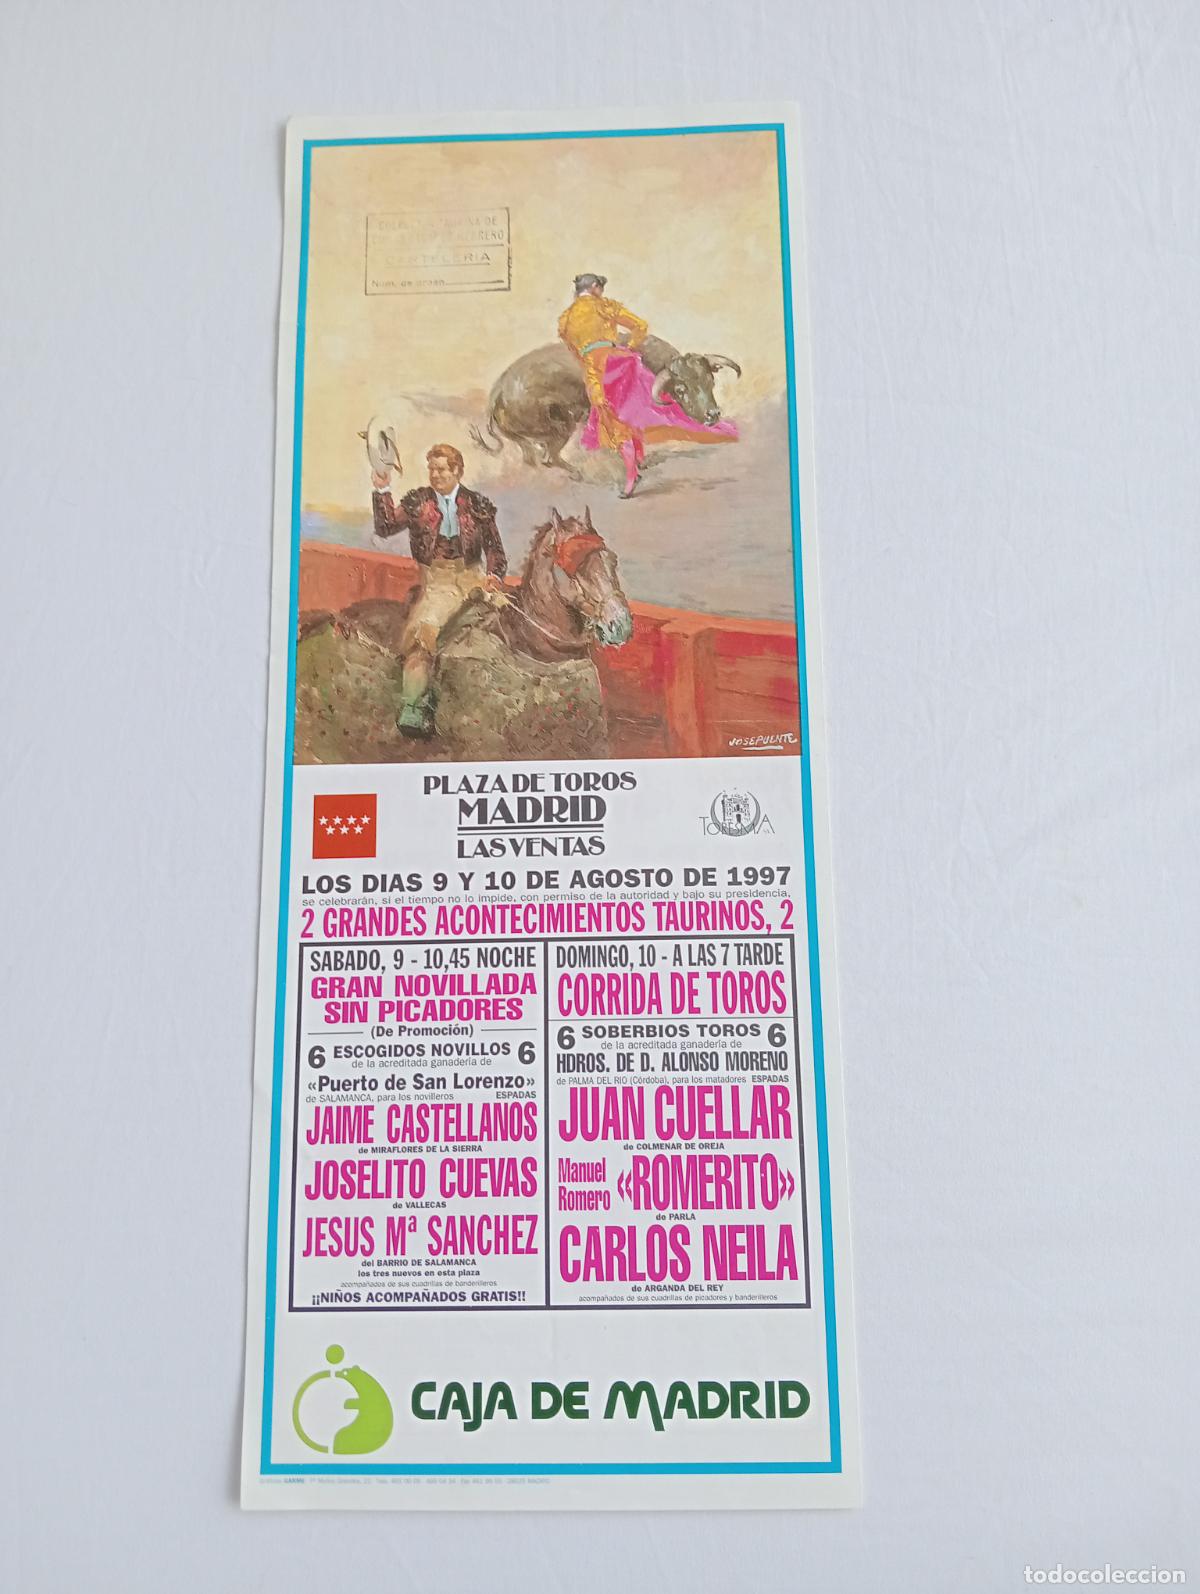 CARTELERIA
Núm. de orden
JOSEPUENTE
PLAZA DE TOROS
MADRID
LAS VENTAS
TORESMA
LOS DIAS 9 Y 10 DE AGOSTO DE 1997
se celebrarán, si el tiempo no lo impide, con permiso de la autoridad y bajo su presidencia,
2 GRANDES ACONTECIMIENTOS TAURINOS, 2
SABADO, 9 - 10,45 NOCHE
GRAN NOVILLADA
SIN PICADORES
(De Promoción)
6 ESCOGIDOS NOVILLOS 6
de la acreditada ganadería de
«Puerto de San Lorenzo»
de SALAMANCA, para los novilleros ESPADAS
JAIME CASTELLANOS
de MIRAFLORES DE LA SIERRA
JOSELITO CUEVAS
de VALLECAS
JESUS Mª SANCHEZ
del BARRIO DE SALAMANCA
los tres nuevos en esta plaza
acompañados de sus cuadrillas de banderilleros
¡¡NIÑOS ACOMPAÑADOS GRATIS!!
DOMINGO, 10 - A LAS 7 TARDE
CORRIDA DE TOROS
6 SOBERBIOS TOROS 6
de la acreditada ganadería de
HDROS. DE D. ALONSO MORENO
de PALMA DEL RIO (Córdoba), para los matadores ESPADAS
JUAN CUELLAR
de COLMENAR DE OREJA
Manuel Romero «ROMERITO»
de PARLA
CARLOS NEILA
de ARGANDA DEL REY
acompañados de sus cuadrillas de picadores y banderilleros
CAJA DE MADRID
todocoleccion